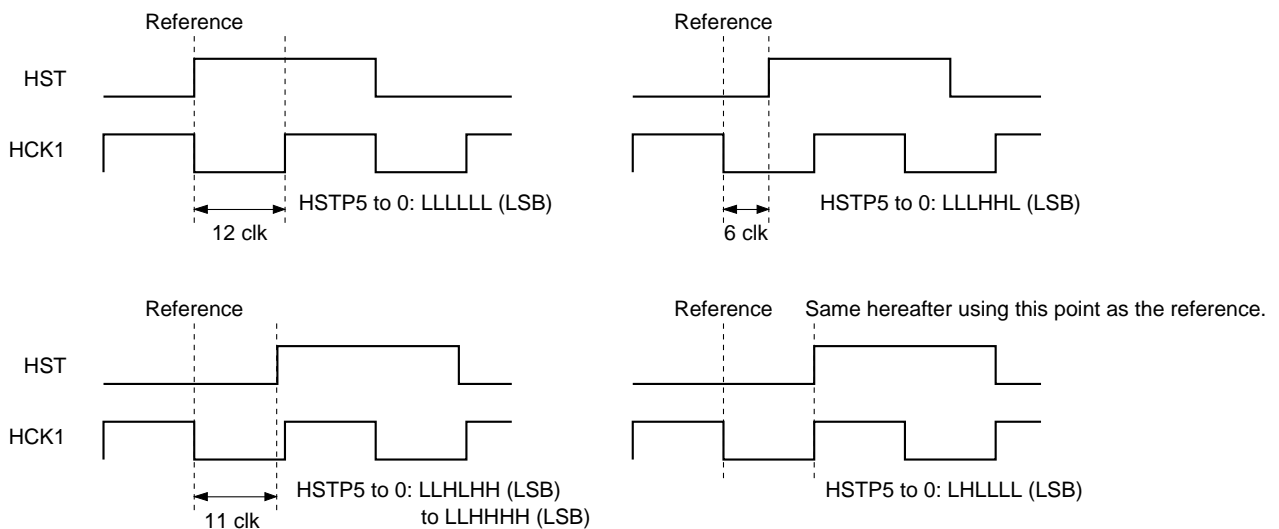 Reference
HST
HCK1
HSTP5 to 0: LLLLLL (LSB)
12 clk
Reference
HSTP5 to 0: LLLHHL (LSB)
6 clk
Reference
HST
HCK1
HSTP5 to 0: LLHLHH (LSB)
to LLHHHH (LSB)
11 clk
Reference
Same hereafter using this point as the reference.
HSTP5 to 0: LHLLLL (LSB)